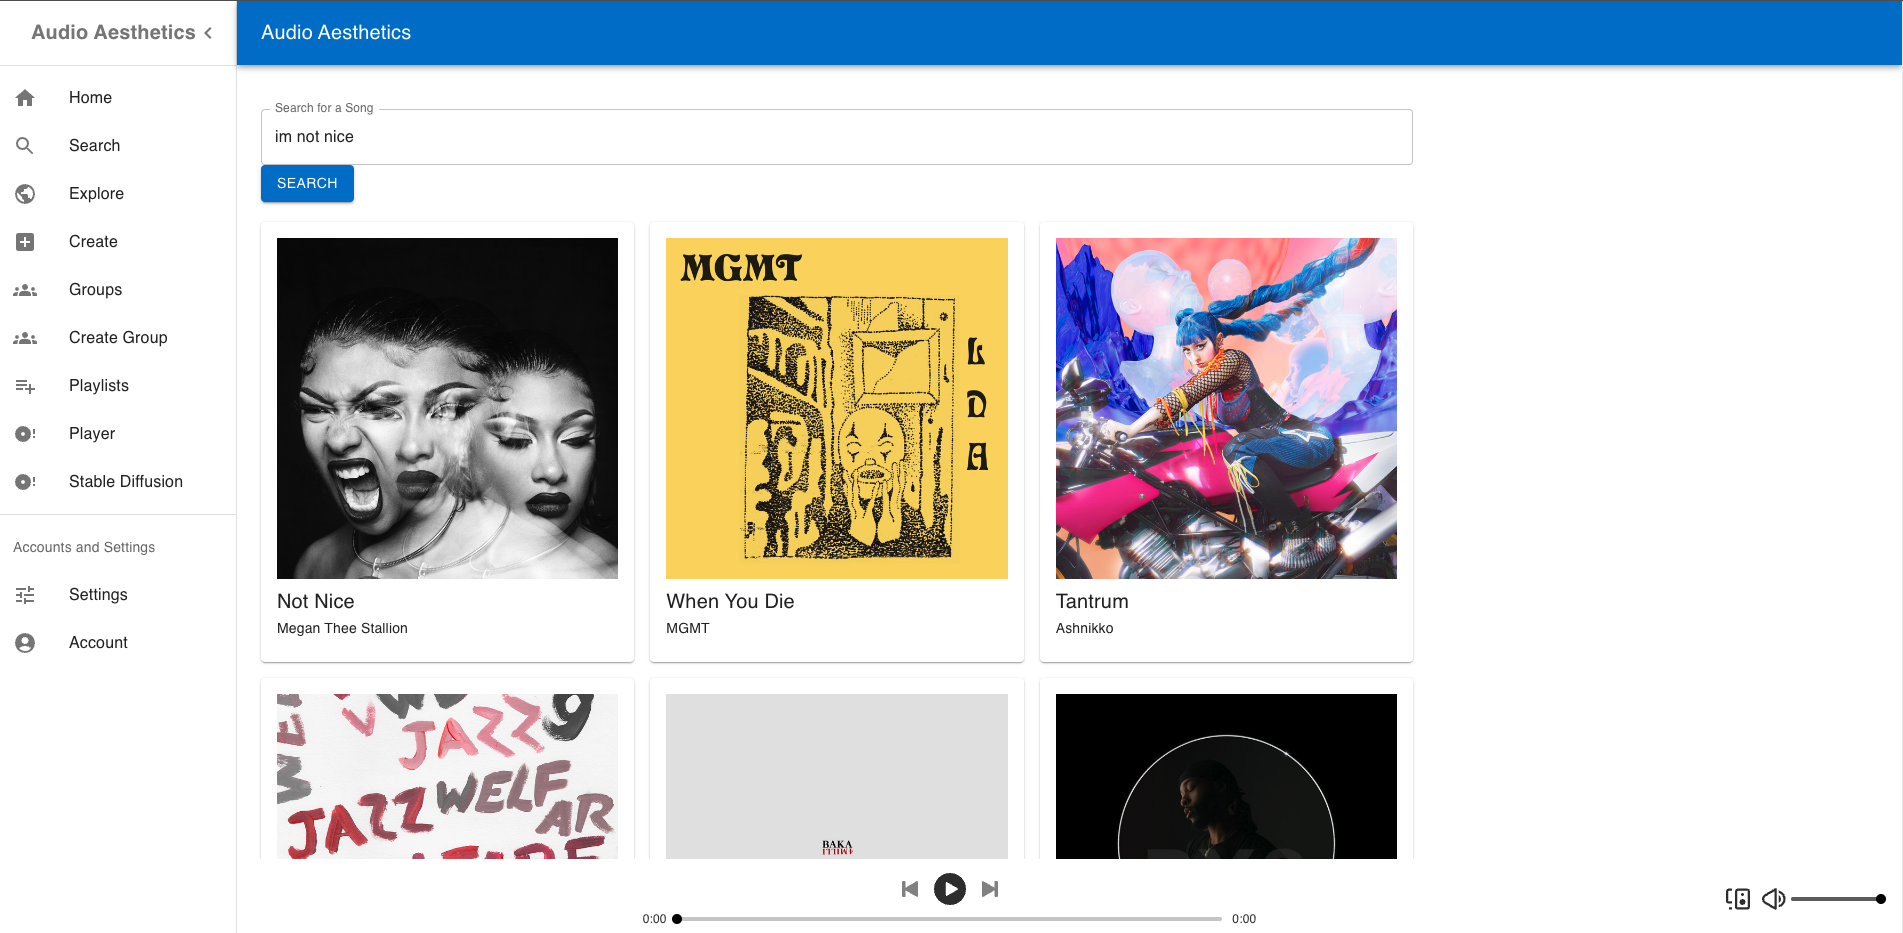 Audio Aesthetics
Audio Aesthetics
Home
Search
Explore
Create
Groups
Create Group
Playlists
Player
Stable Diffusion
Accounts and Settings
Settings
Account
Search for a Song
im not nice
SEARCH
MGMT
L
D
A
Not Nice
Megan Thee Stallion
When You Die
MGMT
Tantrum
Ashnikko
JAZZ
WELF
AR
JAZZ
BAKA
0:00
0:00